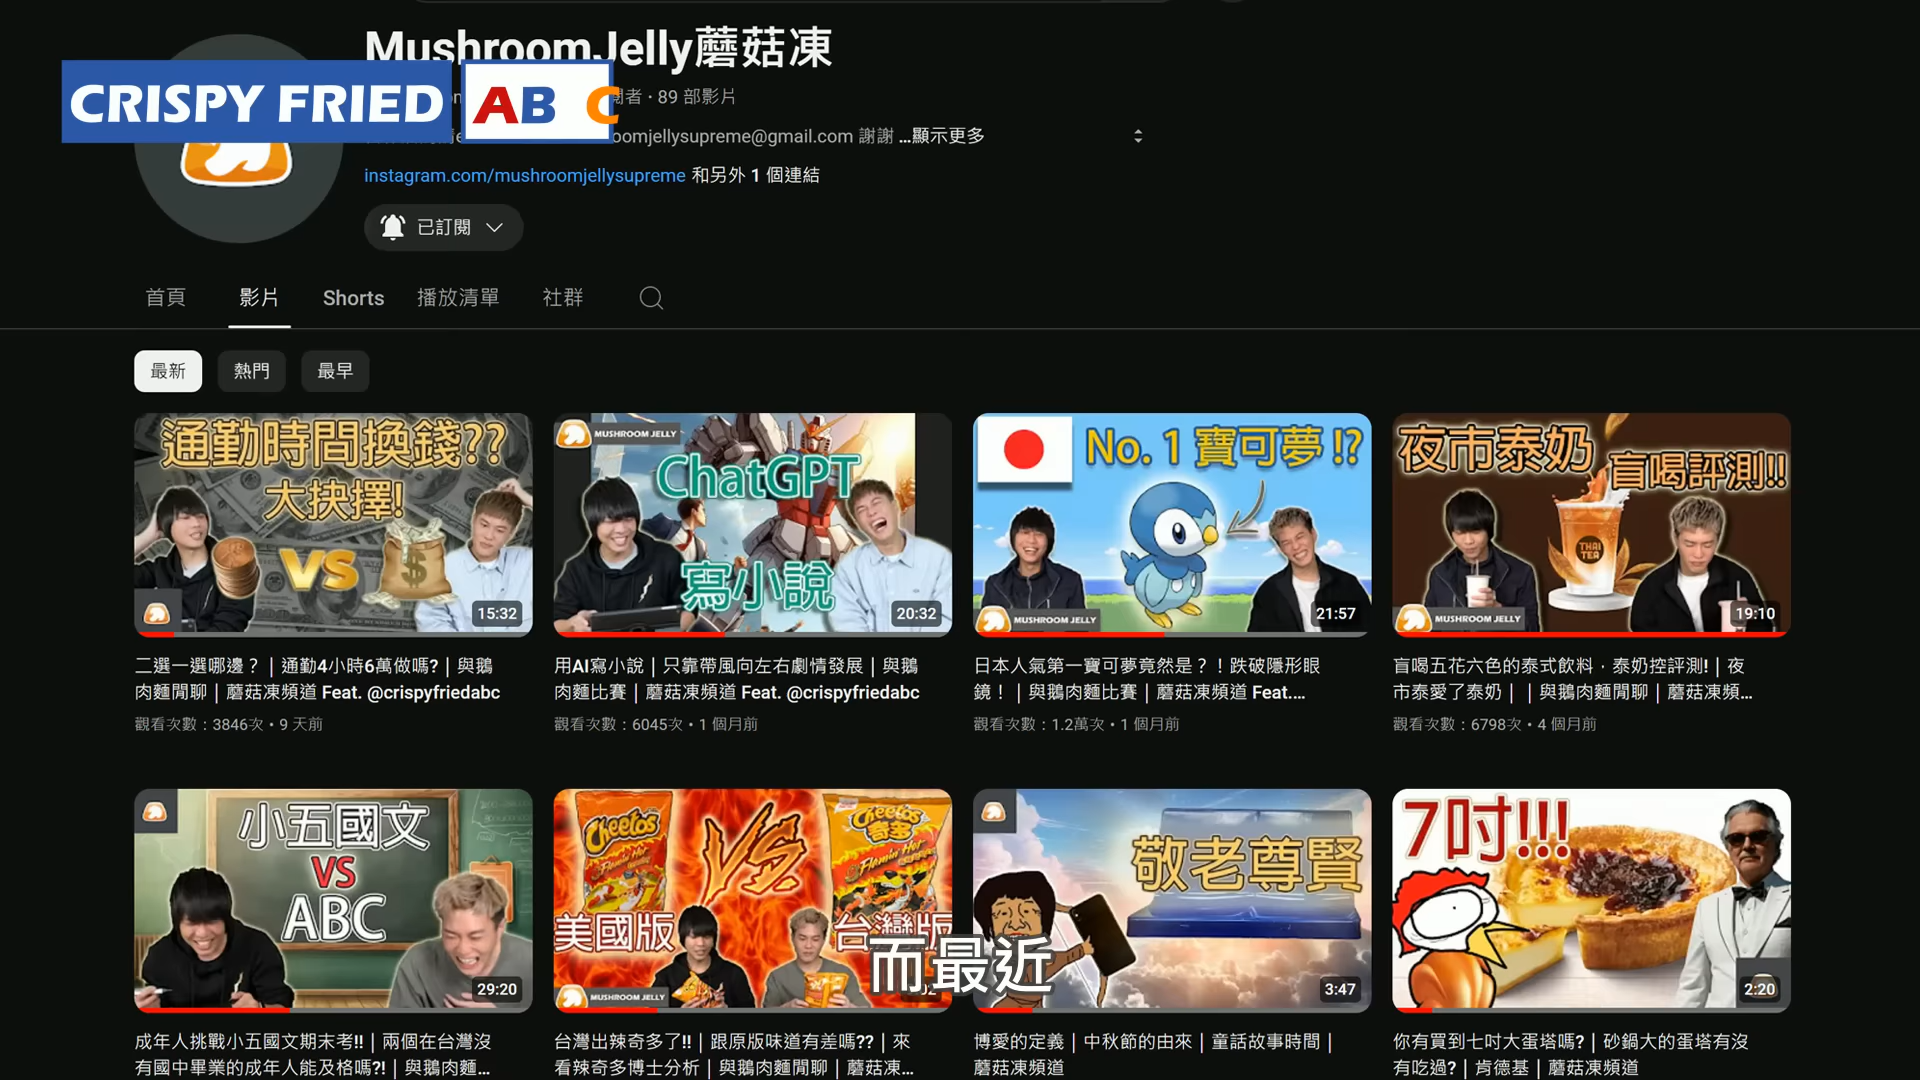 MushroomJelly蘑菇凍
CRISPY FRIED ABC
閱者 · 89 部影片
oomjellysupreme@gmail.com 謝謝 ...顯示更多
instagram.com/mushroomjellysupreme 和另外 1 個連結
已訂閱
首頁 影片 Shorts 播放清單 社群
最新 熱門 最早
通勤時間換錢??
大抉擇!
VS
15:32
MUSHROOM JELLY
ChatGPT
寫小說
20:32
No. 1 寶可夢!?
MUSHROOM JELLY
21:57
夜市泰奶
盲喝評測!!
THAI
TEA
MUSHROOM JELLY
19:10
二選一選哪邊？｜通勤4小時6萬做嗎?｜與鵝
肉麵閒聊｜蘑菇凍頻道 Feat. @crispyfriedabc
觀看次數：3846次 • 9 天前
用AI寫小說｜只靠帶風向左右劇情發展｜與鵝
肉麵比賽｜蘑菇凍頻道 Feat. @crispyfriedabc
觀看次數：6045次 • 1 個月前
日本人氣第一寶可夢竟然是？！跌破隱形眼
鏡！｜與鵝肉麵比賽｜蘑菇凍頻道 Feat....
觀看次數：1.2萬次 • 1 個月前
盲喝五花六色的泰式飲料．泰奶控評測!｜夜
市泰愛了泰奶｜｜與鵝肉麵閒聊｜蘑菇凍頻...
觀看次數：6798次 • 4 個月前
小五國文
VS
ABC
29:20
Cheetos
Flamin' Hot
VS.
Cheetos
奇多
Flamin' Hot
美國版
台灣版
MUSHROOM JELLY
敬老尊賢
3:47
7吋!!!
2:20
而最近
成年人挑戰小五國文期末考!!｜兩個在台灣沒
有國中畢業的成年人能及格嗎?!｜與鵝肉麵...
台灣出辣奇多了!!｜跟原版味道有差嗎??｜來
看辣奇多博士分析｜與鵝肉麵閒聊｜蘑菇凍...
博愛的定義｜中秋節的由來｜童話故事時間｜
蘑菇凍頻道
你有買到七吋大蛋塔嗎?｜砂鍋大的蛋塔有沒
有吃過?｜肯德基｜蘑菇凍頻道